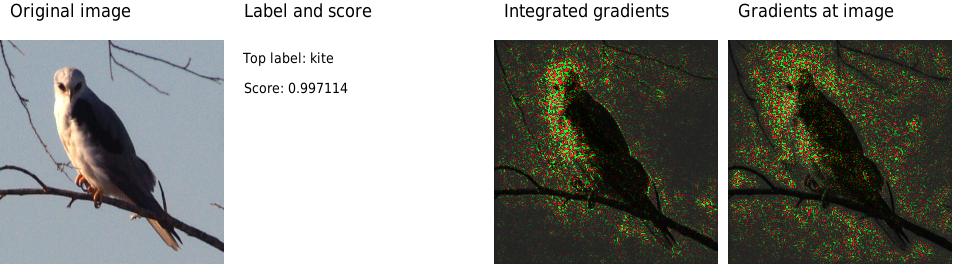 Original image
Label and score
Integrated gradients
Gradients at image
Top label: kite
Score: 0.997114